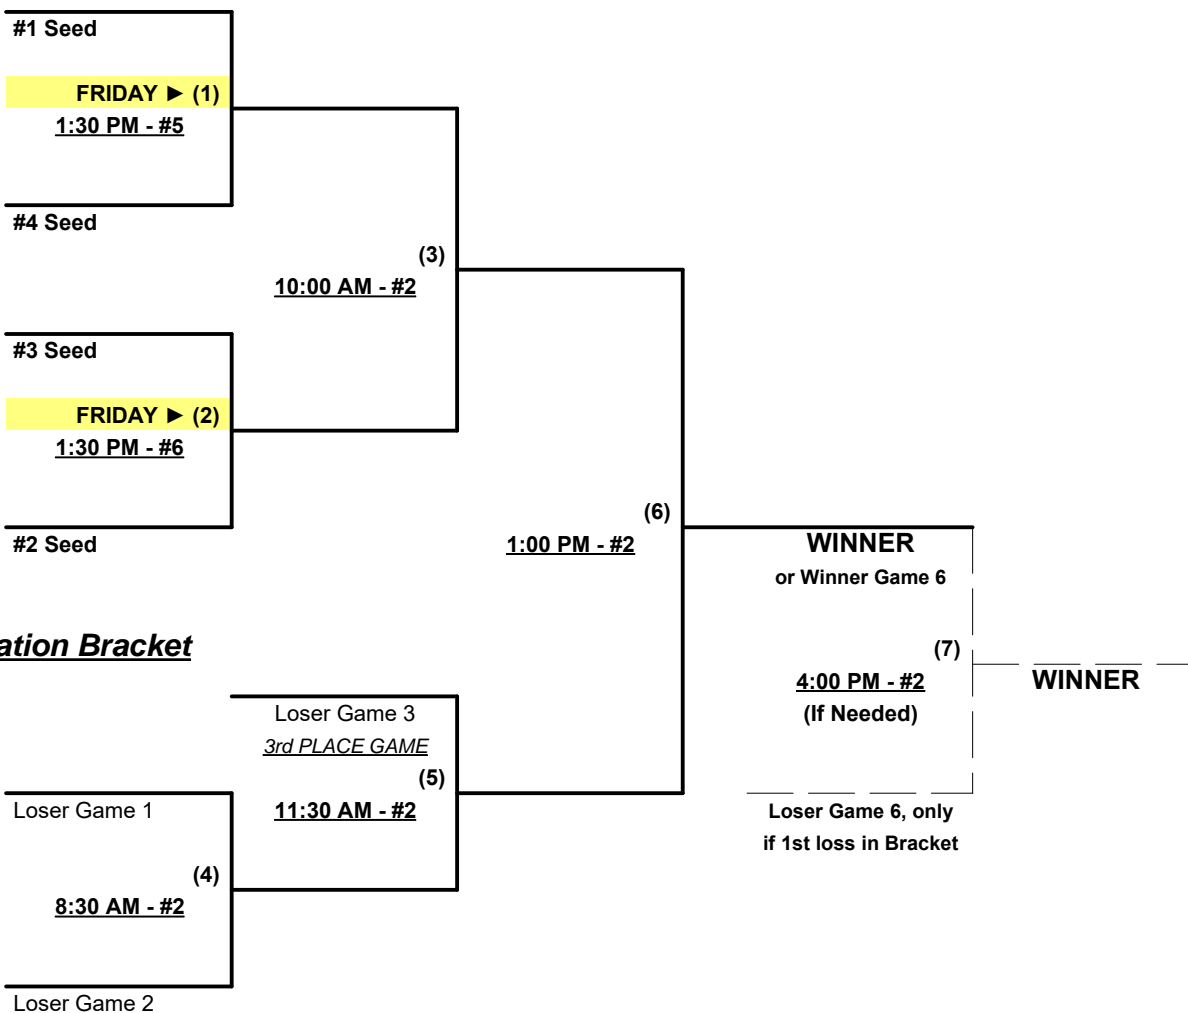 #1 Seed
FRIDAY ► (1)
1:30 PM - #5
#4 Seed
(3)
10:00 AM - #2
#3 Seed
FRIDAY ► (2)
1:30 PM - #6
#2 Seed
(6)
1:00 PM - #2
WINNER
or Winner Game 6
(7)
4:00 PM - #2
(If Needed)
WINNER
Loser Game 6, only
if 1st loss in Bracket
Bracket
Loser Game 3
3rd PLACE GAME
(5)
11:30 AM - #2
Loser Game 1
(4)
8:30 AM - #2
Loser Game 2